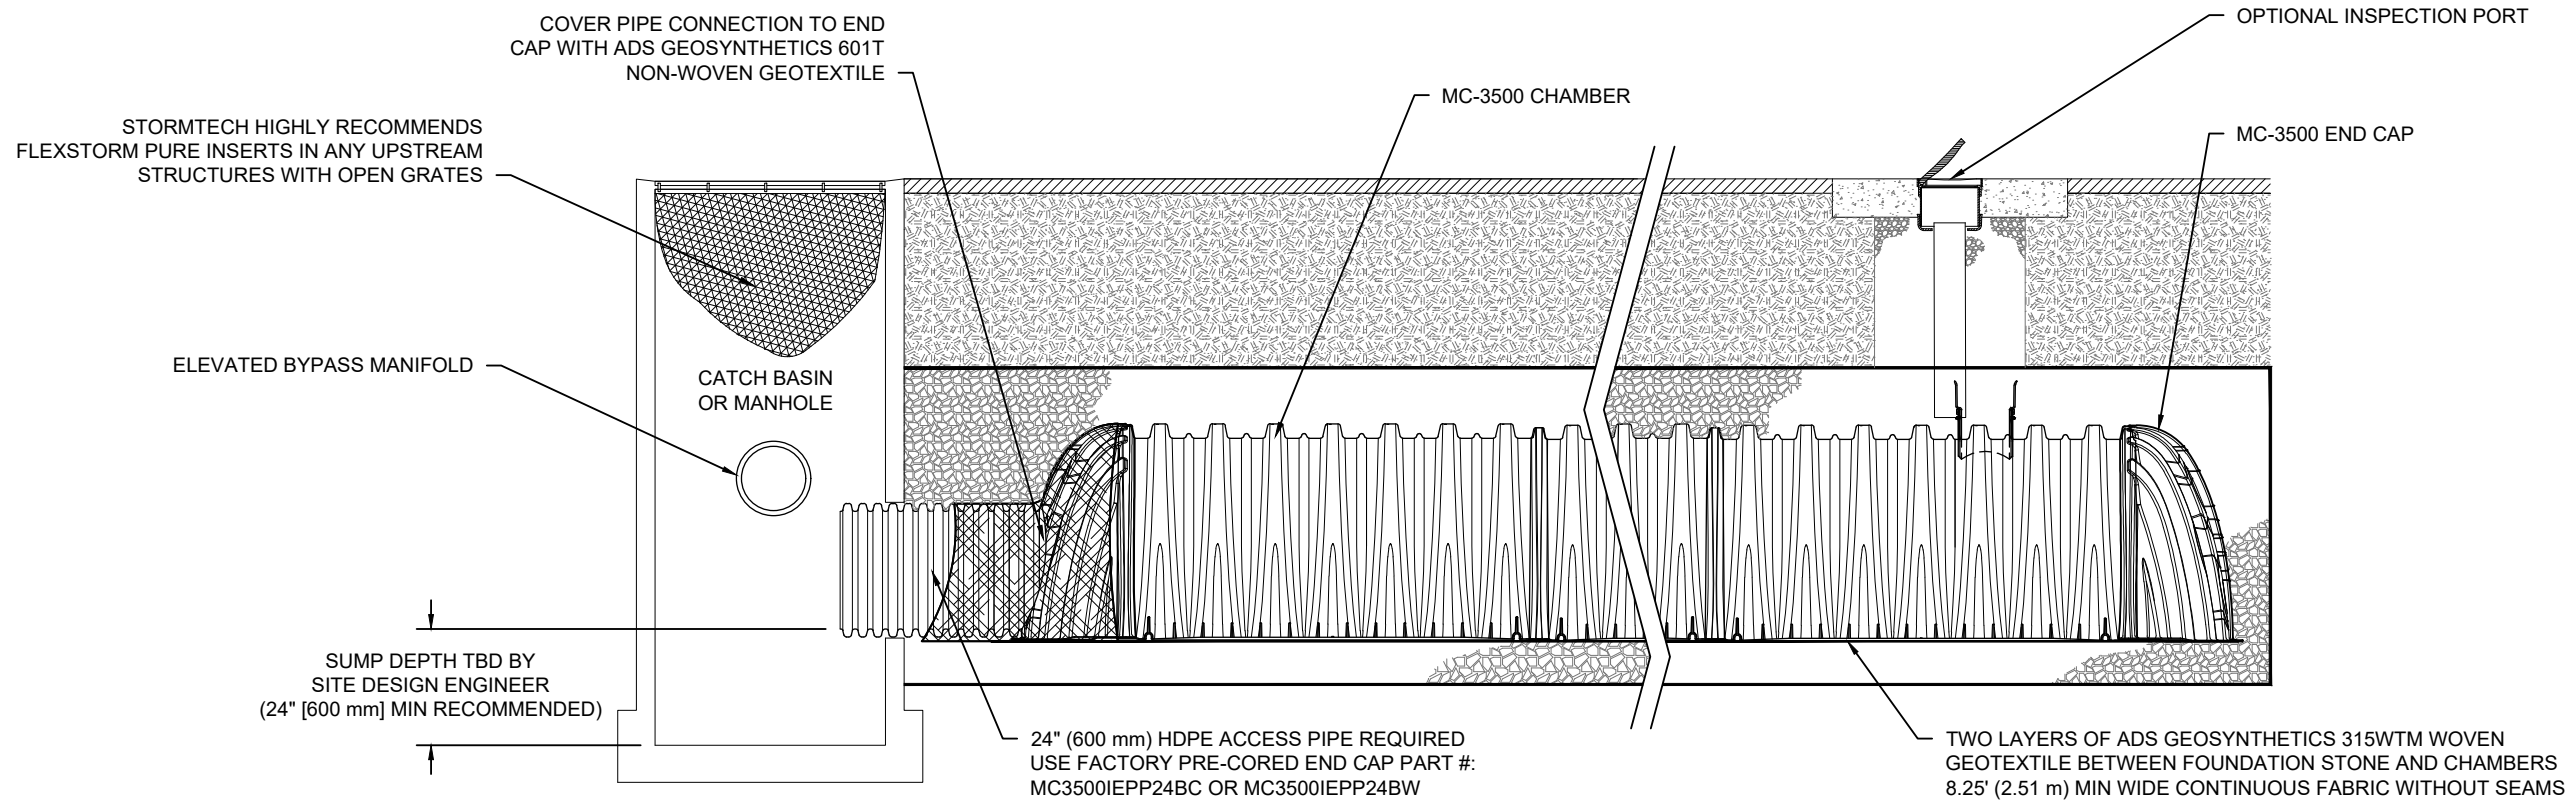 COVER PIPE CONNECTION TO END
CAP WITH ADS GEOSYNTHETICS 601T
NON-WOVEN GEOTEXTILE
OPTIONAL INSPECTION PORT
MC-3500 CHAMBER
MC-3500 END CAP
STORMTECH HIGHLY RECOMMENDS
FLEXSTORM PURE INSERTS IN ANY UPSTREAM
STRUCTURES WITH OPEN GRATES
ELEVATED BYPASS MANIFOLD
CATCH BASIN
OR MANHOLE
SUMP DEPTH TBD BY
SITE DESIGN ENGINEER
(24" [600 mm] MIN RECOMMENDED)
24" (600 mm) HDPE ACCESS PIPE REQUIRED
USE FACTORY PRE-CORED END CAP PART #:
MC3500IEPP24BC OR MC3500IEPP24BW
TWO LAYERS OF ADS GEOSYNTHETICS 315WTM WOVEN
GEOTEXTILE BETWEEN FOUNDATION STONE AND CHAMBERS
8.25' (2.51 m) MIN WIDE CONTINUOUS FABRIC WITHOUT SEAMS